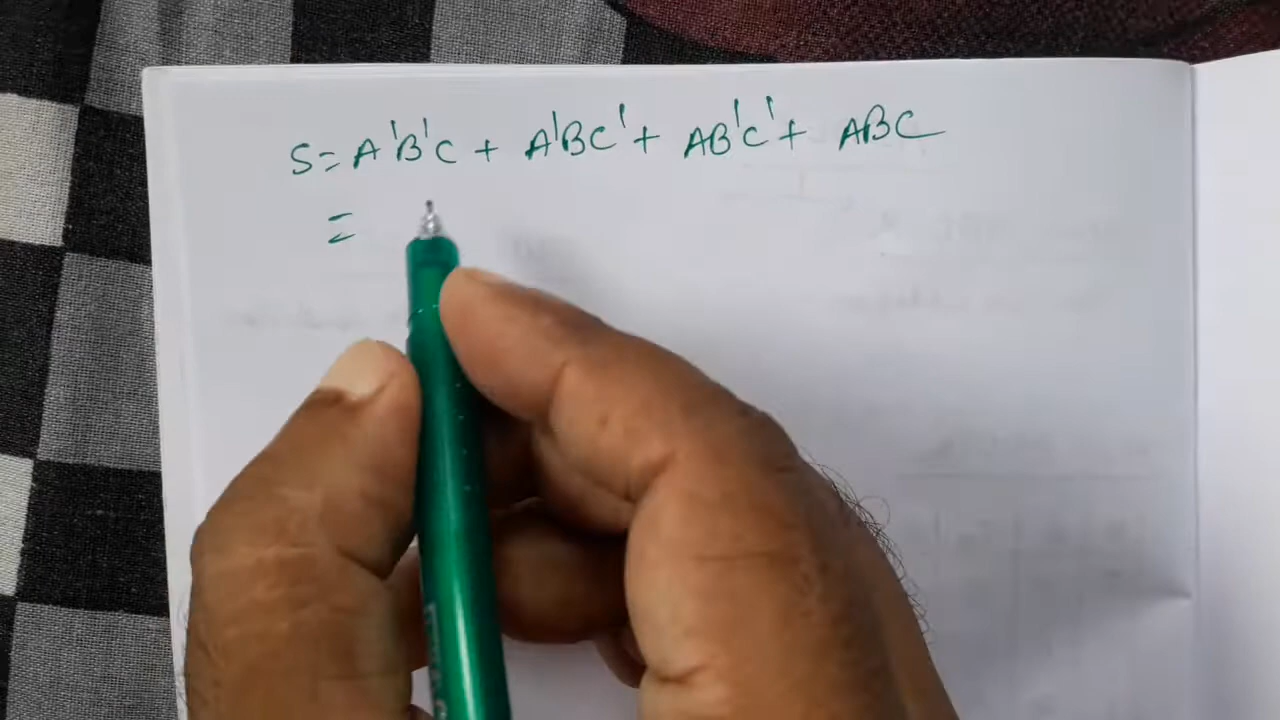 S = A'B'C + A'BC' + AB'C' + ABC
=